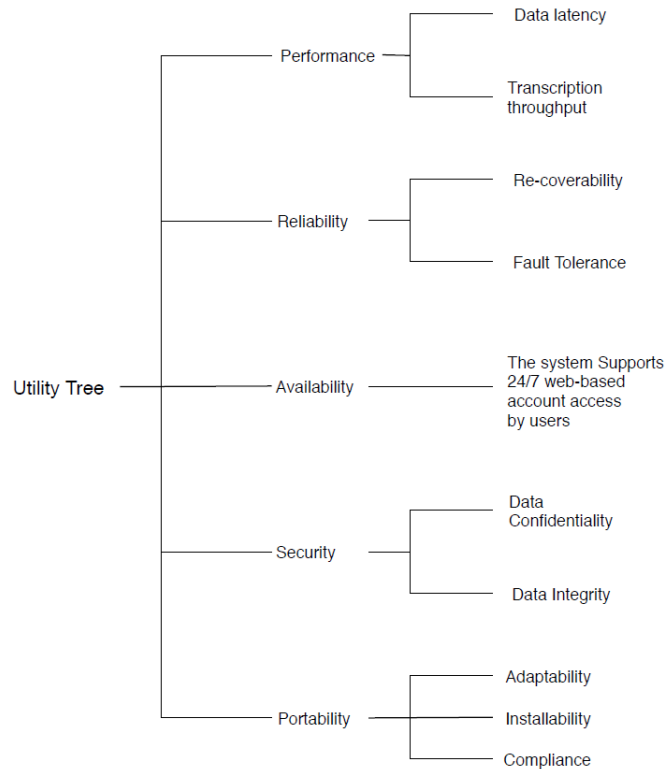 Data latency
Performance
Transcription
throughput
Re-coverability
Reliability
Fault Tolerance
Utility Tree
Availability
The system Supports
24/7 web-based
account access
by users
Data
Confidentiality
Security
Data Integrity
Adaptability
Portability
Installability
Compliance